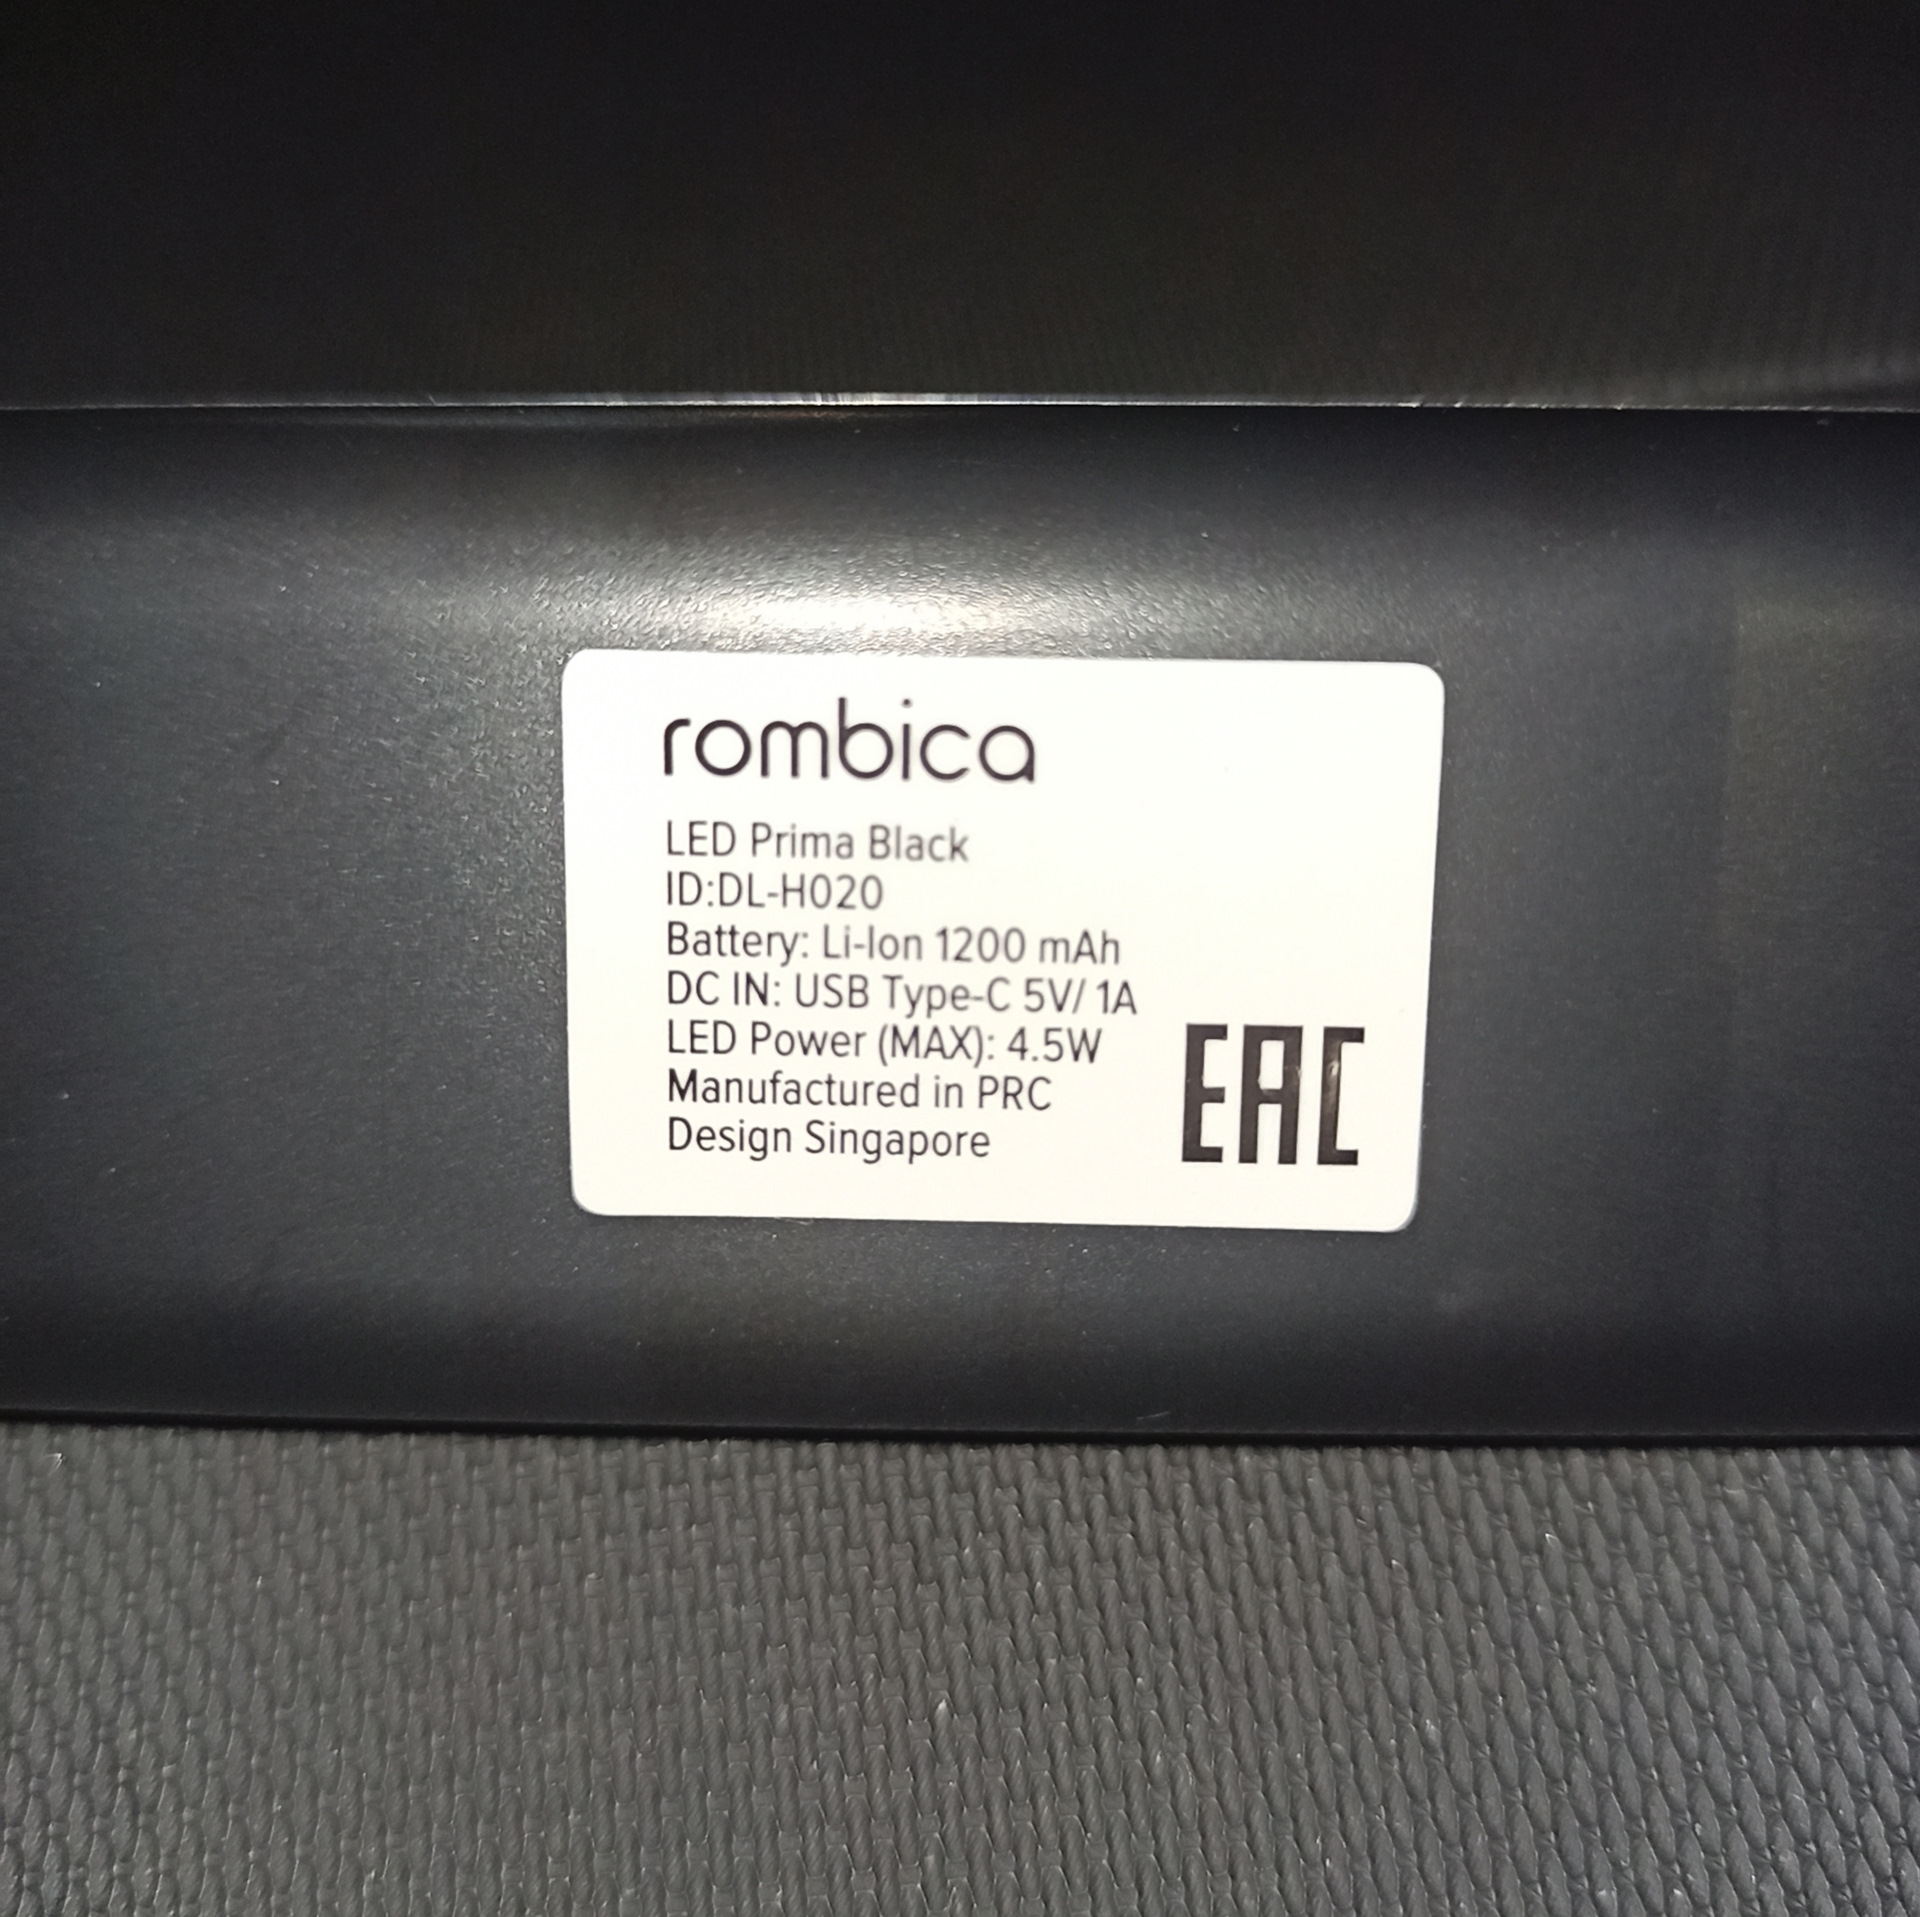 rombica
LED Prima Black
ID:DL-H020
Battery: Li-Ion 1200 mAh
DC IN: USB Type-C 5V/ 1A
LED Power (MAX): 4.5W
Manufactured in PRC
Design Singapore
EAC